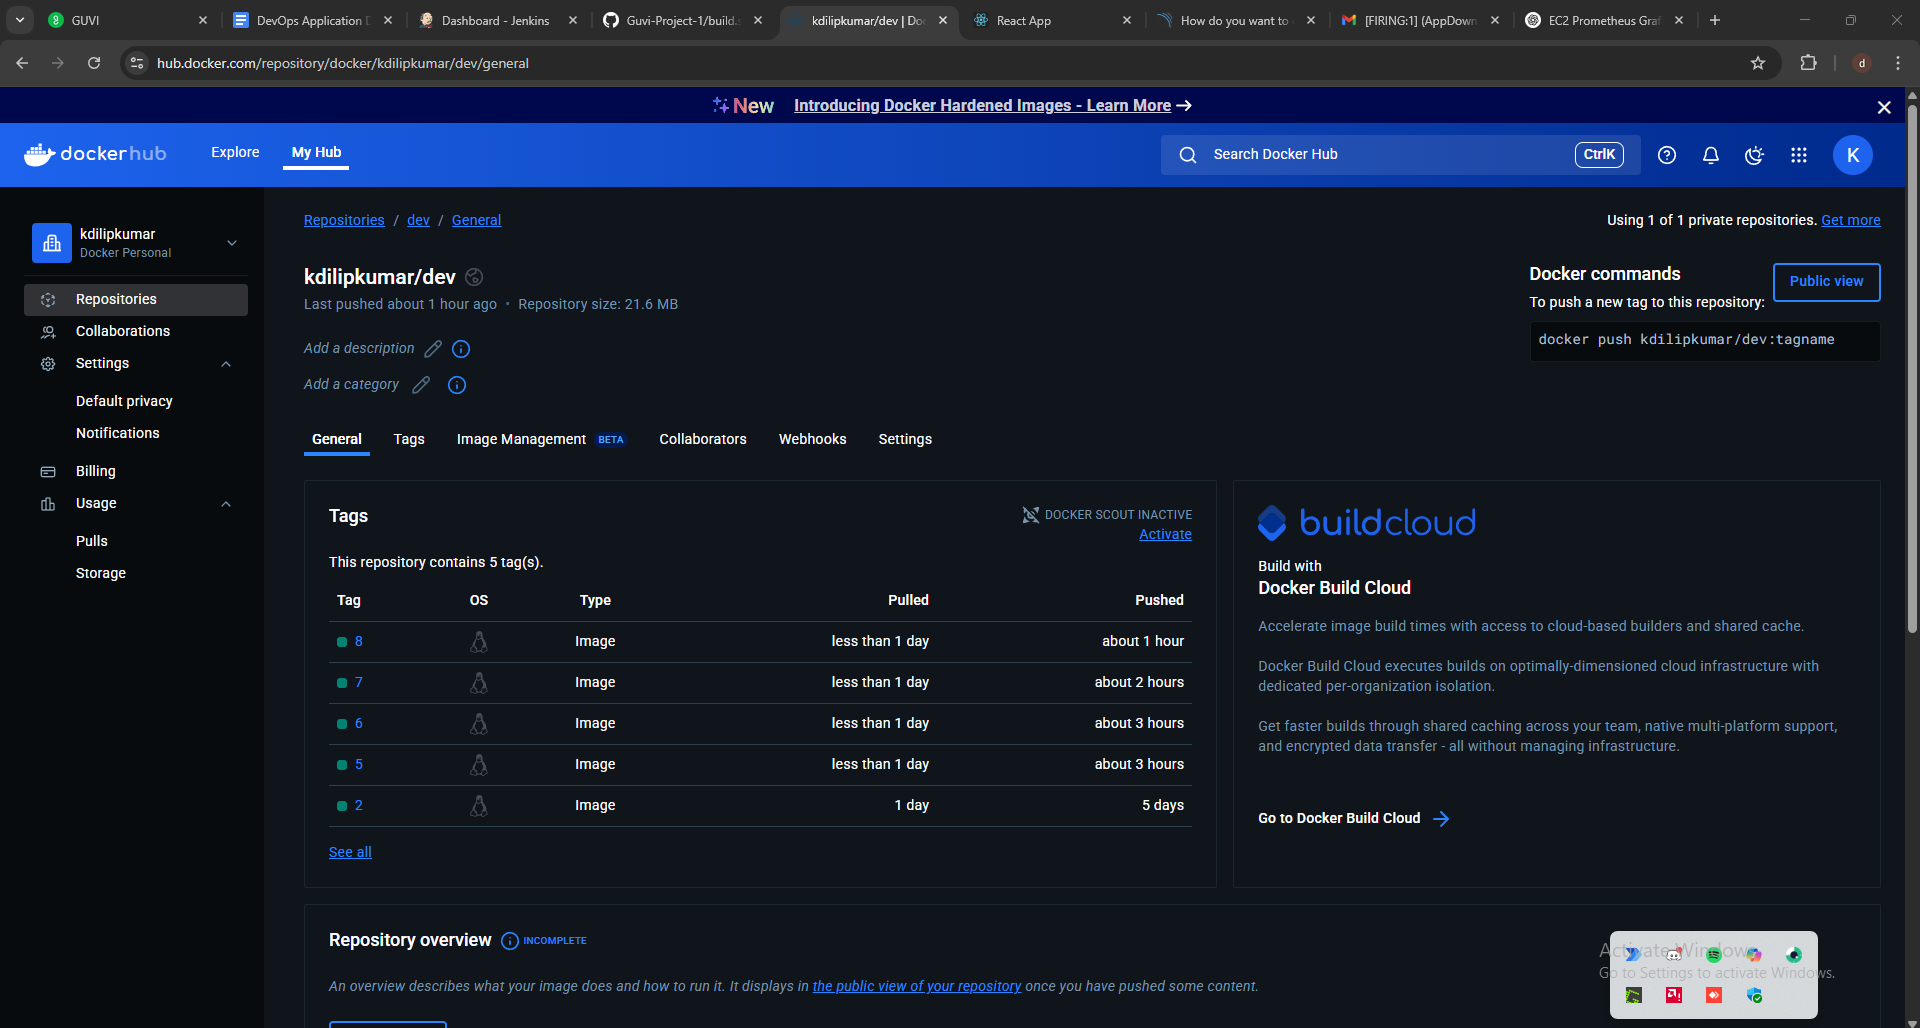 GUVI
DevOps Application D
Dashboard - Jenkins
Guvi-Project-1/build.s
kdilipkumar/dev | Doc
React App
How do you want to
[FIRING:1] (AppDown
EC2 Prometheus Graf
hub.docker.com/repository/docker/kdilipkumar/dev/general
d
New Introducing Docker Hardened Images - Learn More →
dockerhub
Explore
My Hub
Search Docker Hub
CtrlK
K
kdilipkumar
Docker Personal
Repositories
Collaborations
Settings
Default privacy
Notifications
Billing
Usage
Pulls
Storage
Repositories / dev / General
Using 1 of 1 private repositories. Get more
kdilipkumar/dev
Last pushed about 1 hour ago • Repository size: 21.6 MB
Add a description
Add a category
Docker commands
Public view
To push a new tag to this repository:
docker push kdilipkumar/dev:tagname
General Tags Image Management BETA Collaborators Webhooks Settings
Tags
DOCKER SCOUT INACTIVE
Activate
This repository contains 5 tag(s).
Tag OS Type Pulled Pushed
8 Image less than 1 day about 1 hour
7 Image less than 1 day about 2 hours
6 Image less than 1 day about 3 hours
5 Image less than 1 day about 3 hours
2 Image 1 day 5 days
See all
buildcloud
Build with
Docker Build Cloud
Accelerate image build times with access to cloud-based builders and shared cache.
Docker Build Cloud executes builds on optimally-dimensioned cloud infrastructure with
dedicated per-organization isolation.
Get faster builds through shared caching across your team, native multi-platform support,
and encrypted data transfer - all without managing infrastructure.
Go to Docker Build Cloud →
Repository overview INCOMPLETE
An overview describes what your image does and how to run it. It displays in the public view of your repository once you have pushed some content.
Activate Windows
Go to Settings to activate Windows.